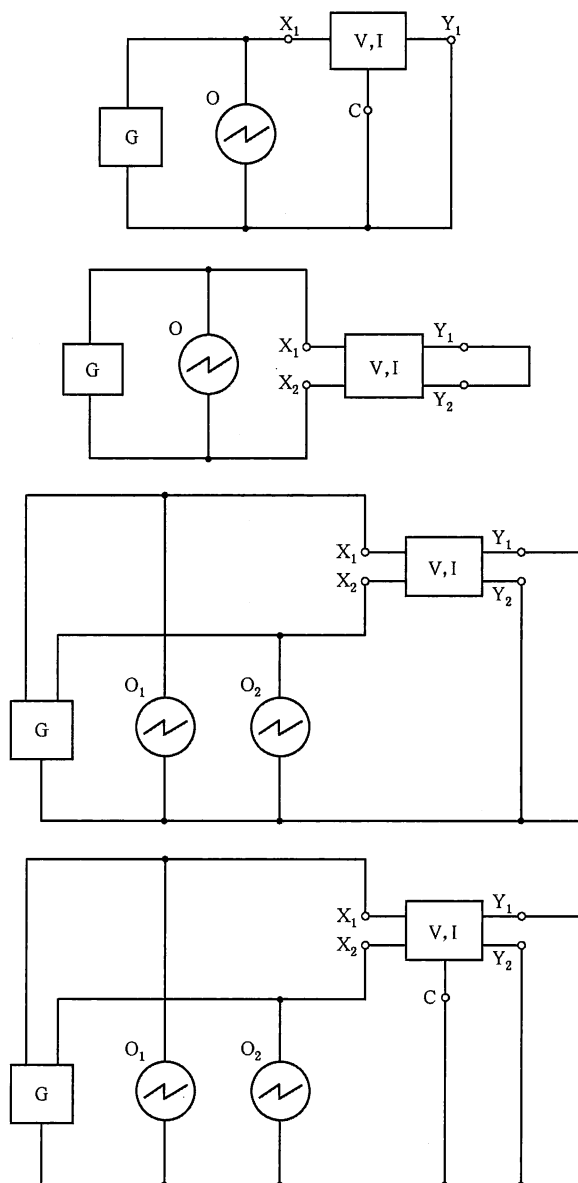 X₁ V,I Y₁
O C
G
O X₁ Y₁
G V,I
X₂ Y₂
X₁ Y₁
V,I
X₂ Y₂
O₁ O₂
G
X₁ Y₁
V,I
X₂ Y₂
C
O₁ O₂
G